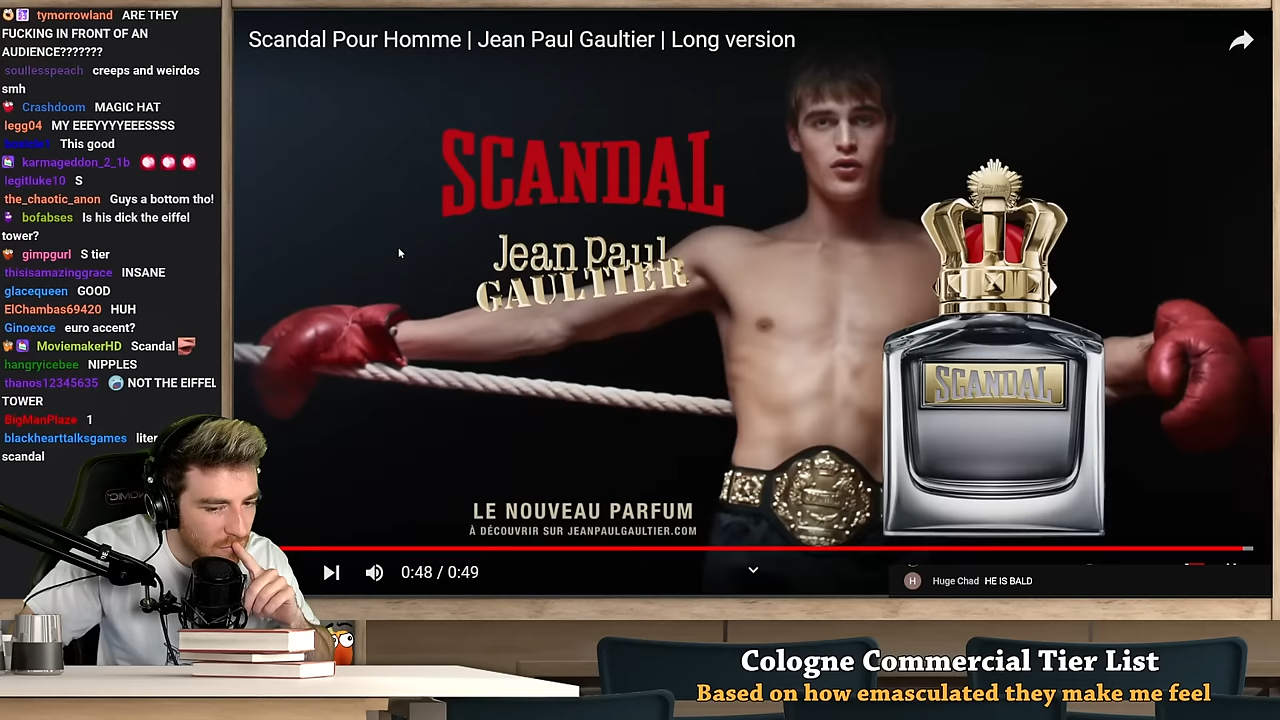 tymorrowland ARE THEY
FUCKING IN FRONT OF AN
AUDIENCE???????
soullesspeach creeps and weirdos
smh
Crashdoom MAGIC HAT
legg04 MY EEEYYYYEEESSSS
This good
karmageddon_2_1b
legitluke10 S
the_chaotic_anon Guys a bottom tho!
bofabses Is his dick the eiffel
tower?
gimpgurl S tier
thisisamazinggrace INSANE
glacequeen GOOD
ElChambas69420 HUH
Ginoexce euro accent?
MoviemakerHD Scandal
hangryicebee NIPPLES
thanos12345635 NOT THE EIFFEL
TOWER
BigManPlaze 1
blackhearttalksgames liter
scandal
Scandal Pour Homme | Jean Paul Gaultier | Long version
SCANDAL
Jean Paul
GAULTIER
SCANDAL
LE NOUVEAU PARFUM
À DÉCOUVRIR SUR JEANPAULGAULTIER.COM
0:48 / 0:49
H Huge Chad HE IS BALD
Cologne Commercial Tier List
Based on how emasculated they make me feel